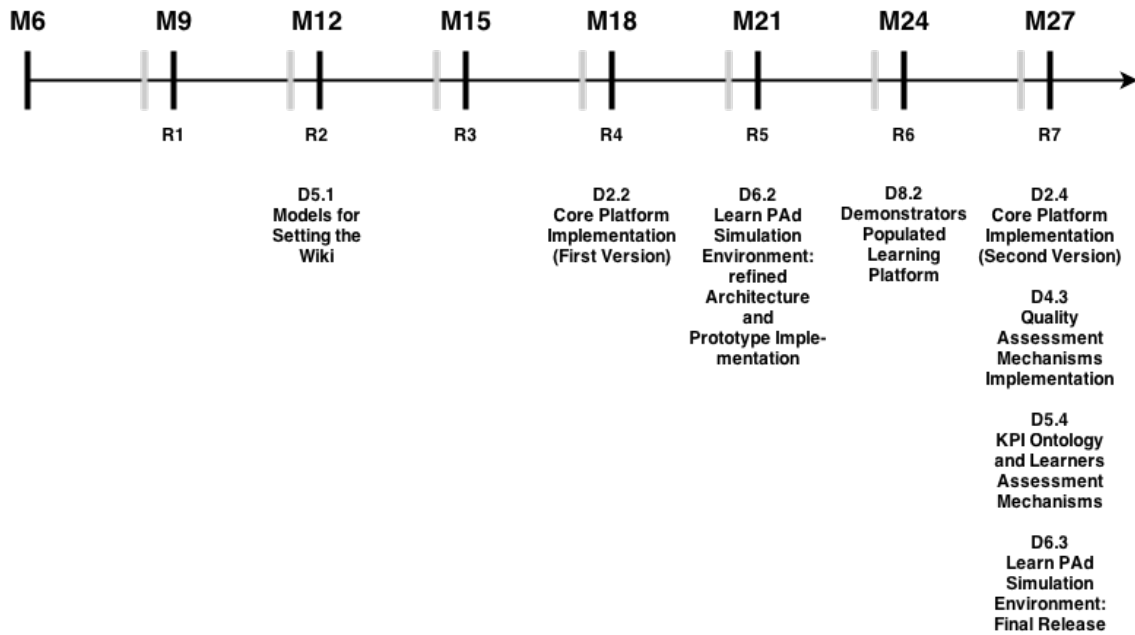 M6 M9 M12 M15 M18 M21 M24 M27
R1 R2 R3 R4 R5 R6 R7
D5.1
Models for
Setting the
Wiki
D2.2
Core Platform
Implementation
(First Version)
D6.2
Learn PAd
Simulation
Environment:
refined
Architecture
and
Prototype Imple-
mentation
D8.2
Demonstrators
Populated
Learning
Platform
D2.4
Core Platform
Implementation
(Second Version)
D4.3
Quality
Assessment
Mechanisms
Implementation
D5.4
KPI Ontology
and Learners
Assessment
Mechanisms
D6.3
Learn PAd
Simulation
Environment:
Final Release